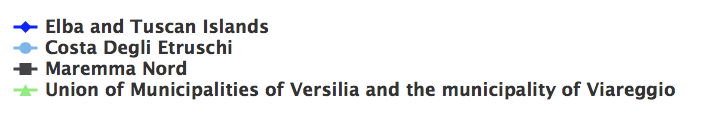 Elba and Tuscan Islands
Costa Degli Etruschi
Maremma Nord
Union of Municipalities of Versilia and the municipality of Viareggio